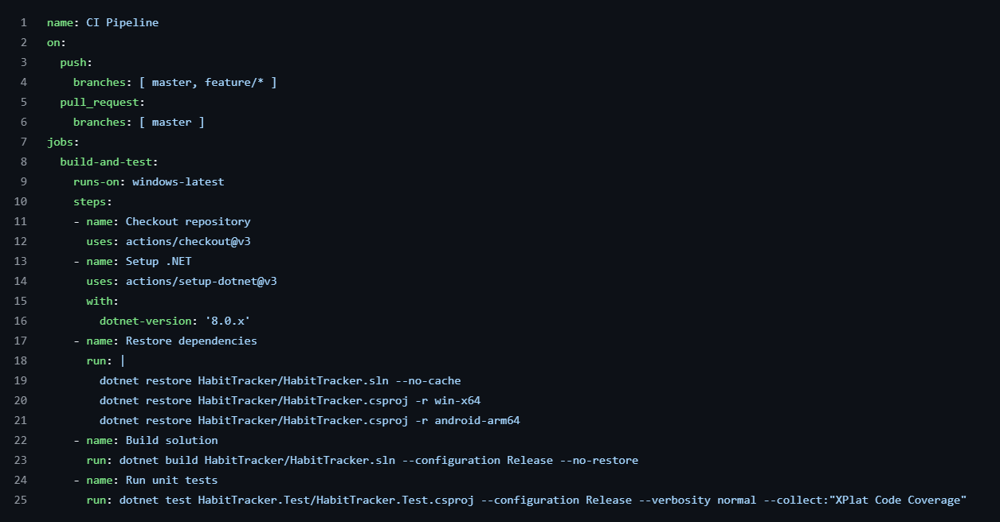 1 name: CI Pipeline
2 on:
3   push:
4     branches: [ master, feature/* ]
5   pull_request:
6     branches: [ master ]
7 jobs:
8   build-and-test:
9     runs-on: windows-latest
10     steps:
11     - name: Checkout repository
12       uses: actions/checkout@v3
13     - name: Setup .NET
14       uses: actions/setup-dotnet@v3
15       with:
16         dotnet-version: '8.0.x'
17     - name: Restore dependencies
18       run: |
19         dotnet restore HabitTracker/HabitTracker.sln --no-cache
20         dotnet restore HabitTracker/HabitTracker.csproj -r win-x64
21         dotnet restore HabitTracker/HabitTracker.csproj -r android-arm64
22     - name: Build solution
23       run: dotnet build HabitTracker/HabitTracker.sln --configuration Release --no-restore
24     - name: Run unit tests
25       run: dotnet test HabitTracker.Test/HabitTracker.Test.csproj --configuration Release --verbosity normal --collect:"XPlat Code Coverage"